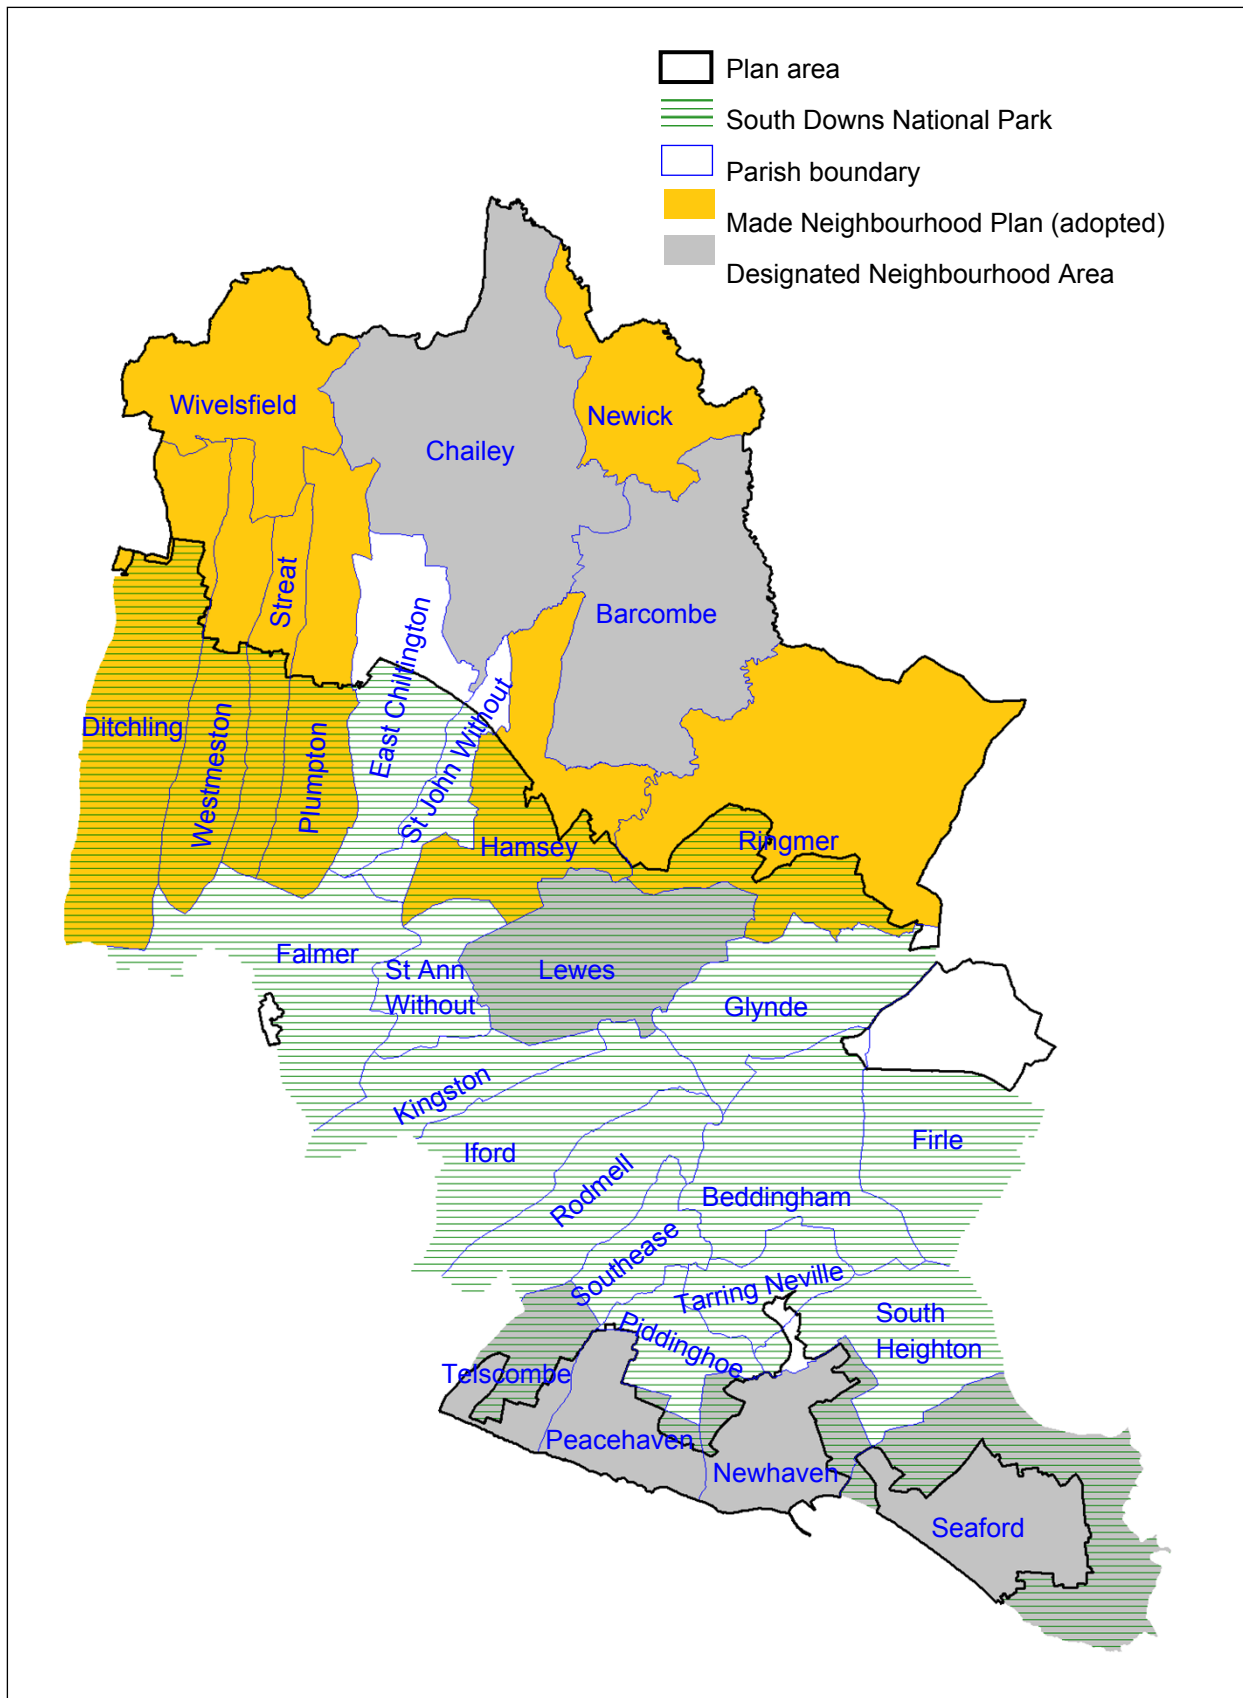 Plan area
South Downs National Park
Parish boundary
Made Neighbourhood Plan (adopted)
Designated Neighbourhood Area
Wivelsfield
Newick
Chailey
Streat
Barcombe
East Chiltington
St John Without
Ditchling
Westmeston
Plumpton
Hamsey
Ringmer
Falmer
St Ann
Without
Lewes
Glynde
Kingston
Iford
Firle
Rodmell
Beddingham
Southease
Tarring Neville
South
Heighton
Piddinghoe
Telscombe
Peacehaven
Newhaven
Seaford